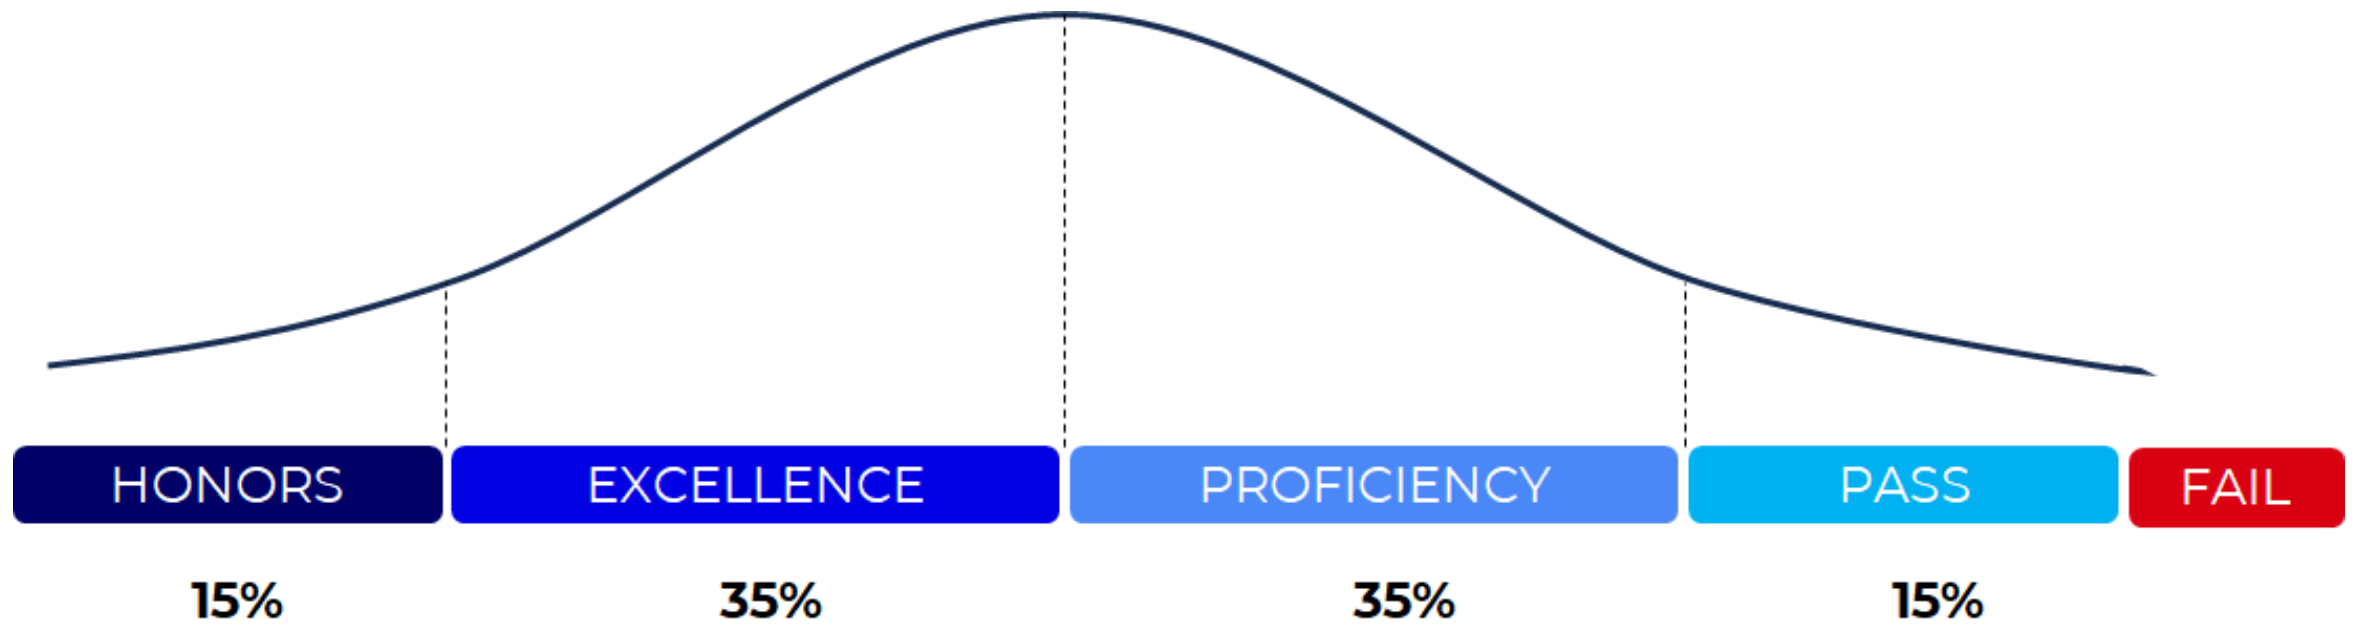 HONORS EXCELLENCE PROFICIENCY PASS FAIL
15% 35% 35% 15%